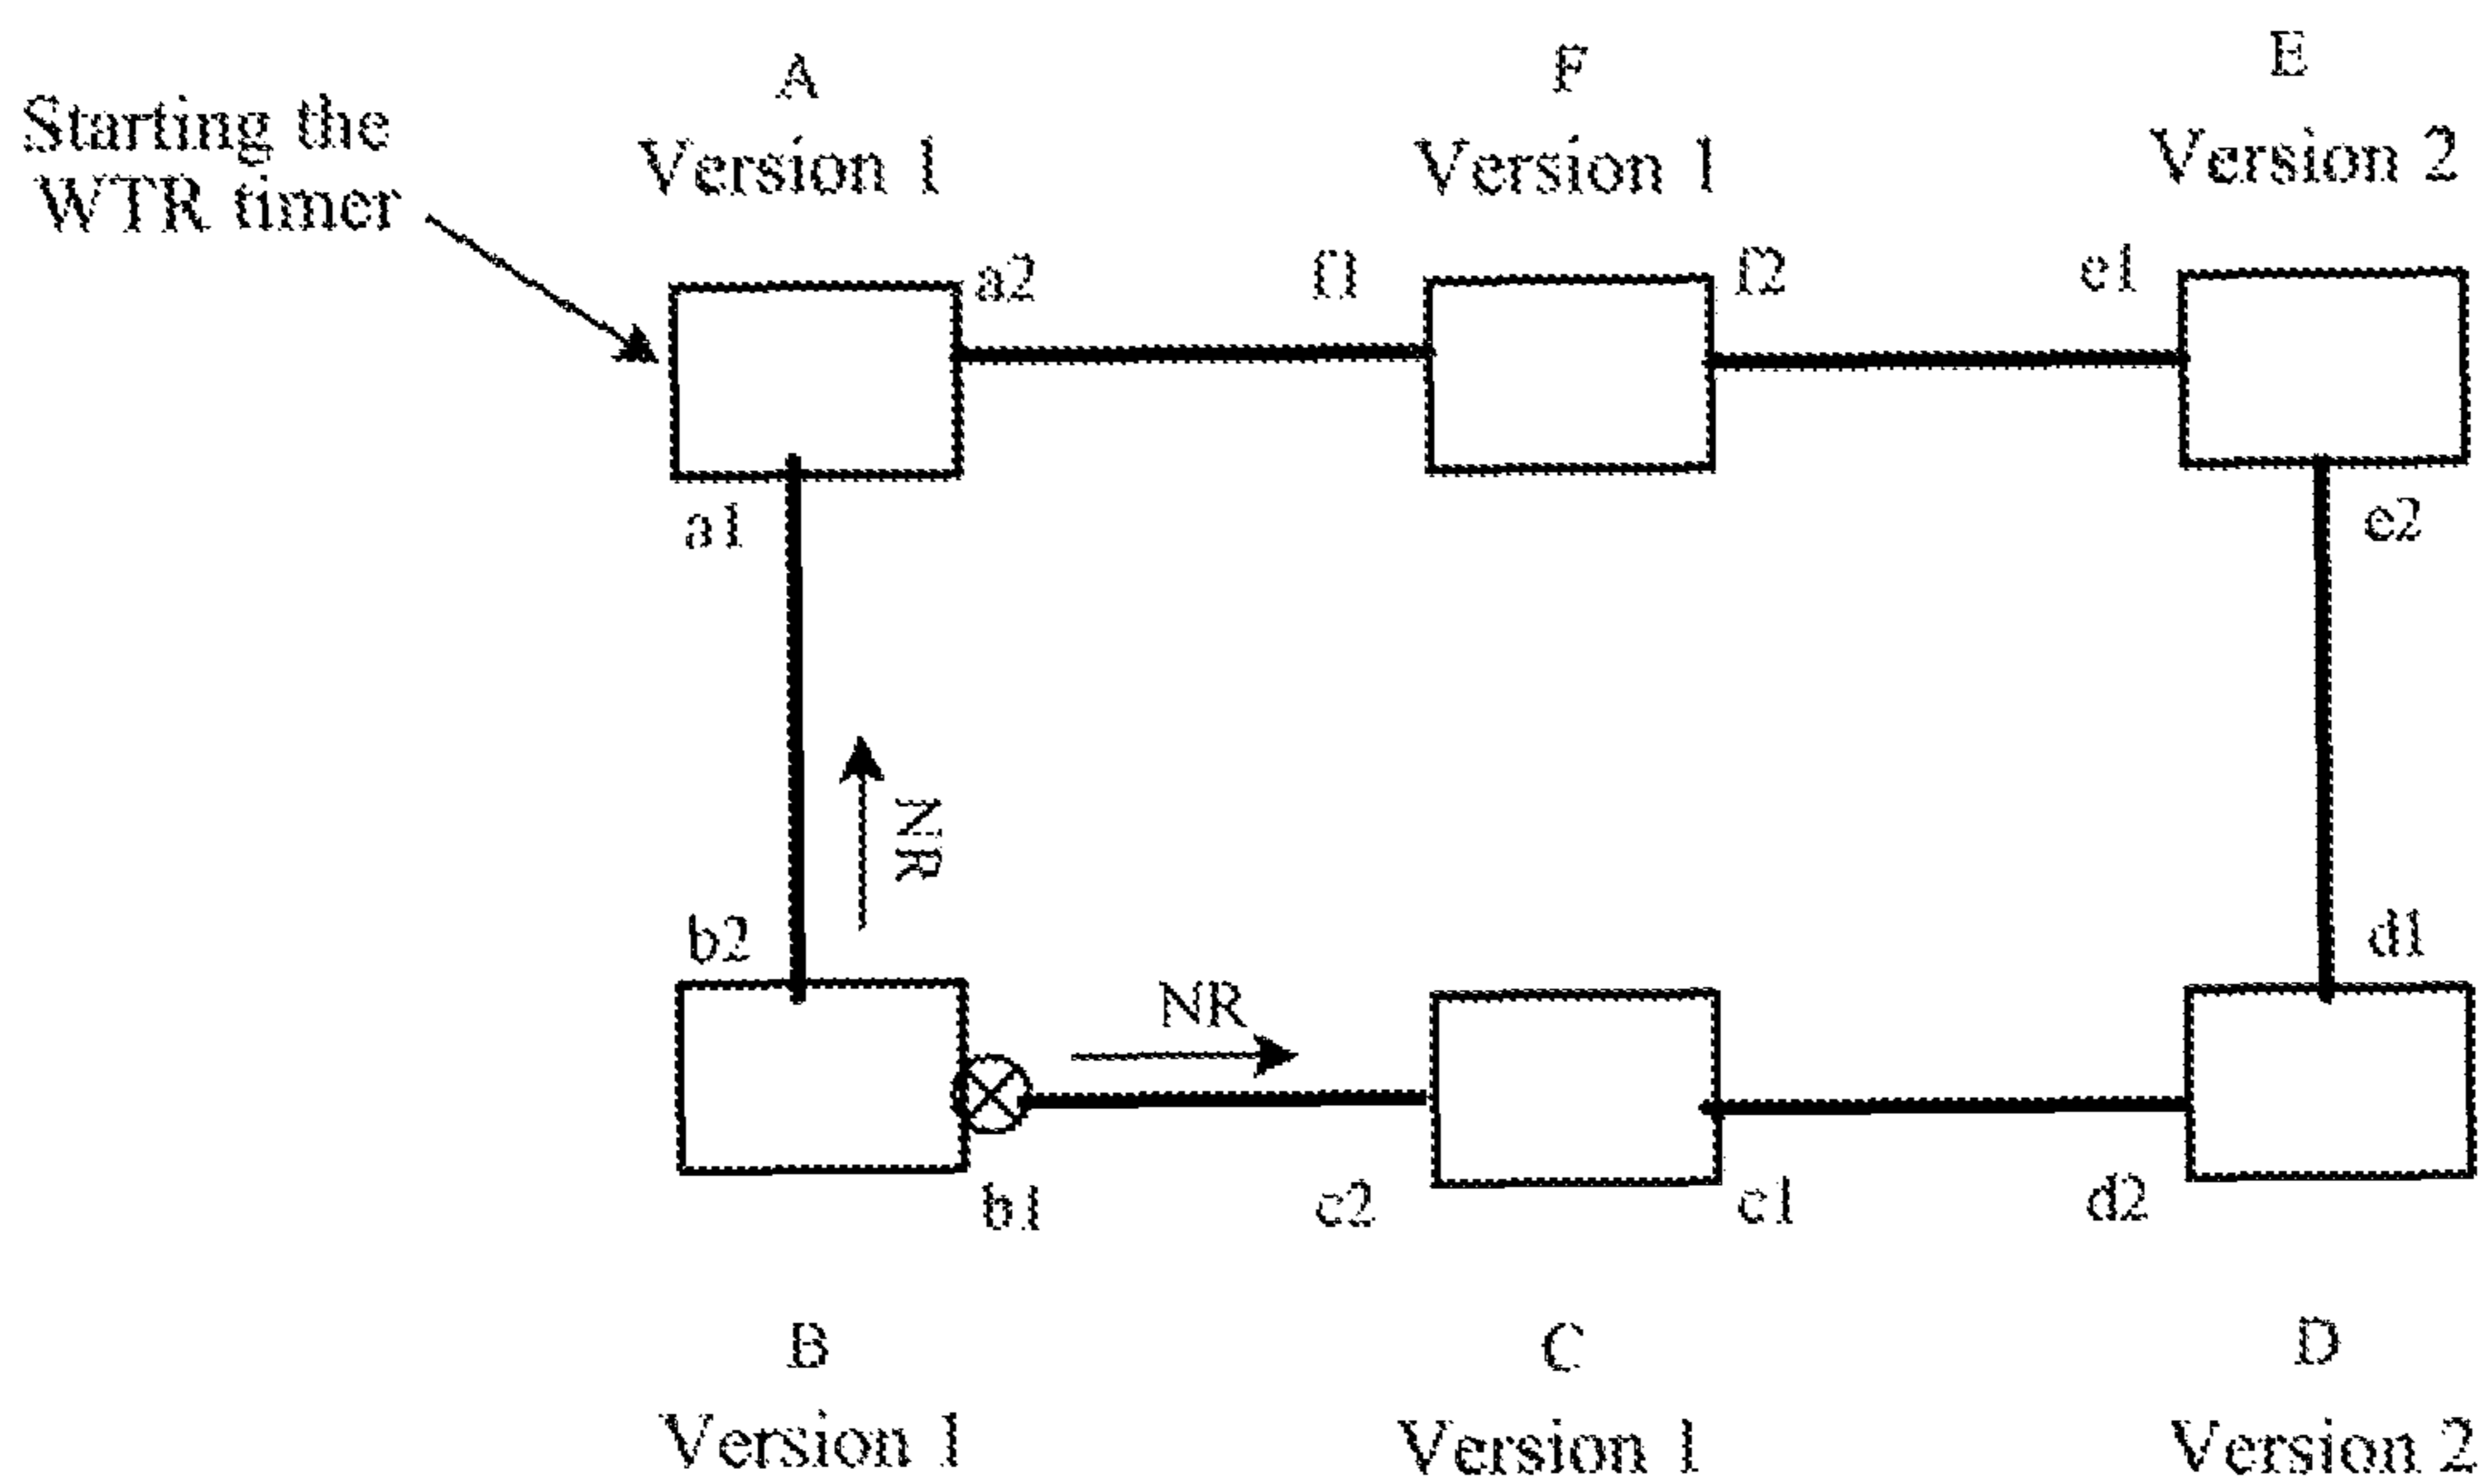 Starting the
WTR timer
A
Version 1
F
Version 1
E
Version 2
a2
f1
f2
e1
a1
e2
NR
b2
d1
NR
b1
c2
c1
d2
B
Version 1
C
Version 1
D
Version 2